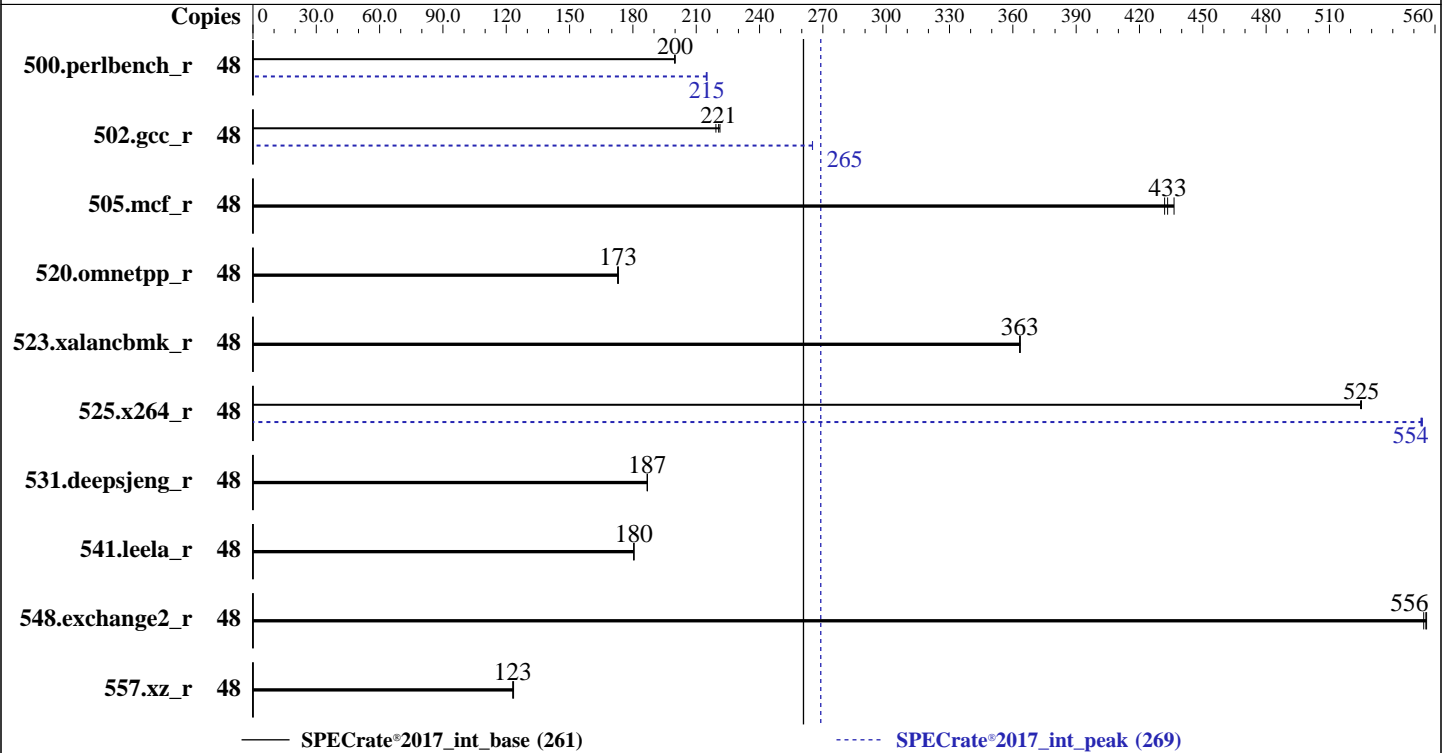 Copies 0 30.0 60.0 90.0 120 150 180 210 240 270 300 330 360 390 420 450 480 510 560
200
500.perlbench_r 48
215
221
502.gcc_r 48
265
433
505.mcf_r 48
173
520.omnetpp_r 48
363
523.xalancbmk_r 48
525
525.x264_r 48
554
187
531.deepsjeng_r 48
180
541.leela_r 48
556
548.exchange2_r 48
123
557.xz_r 48
SPECrate®2017_int_base (261) SPECrate®2017_int_peak (269)